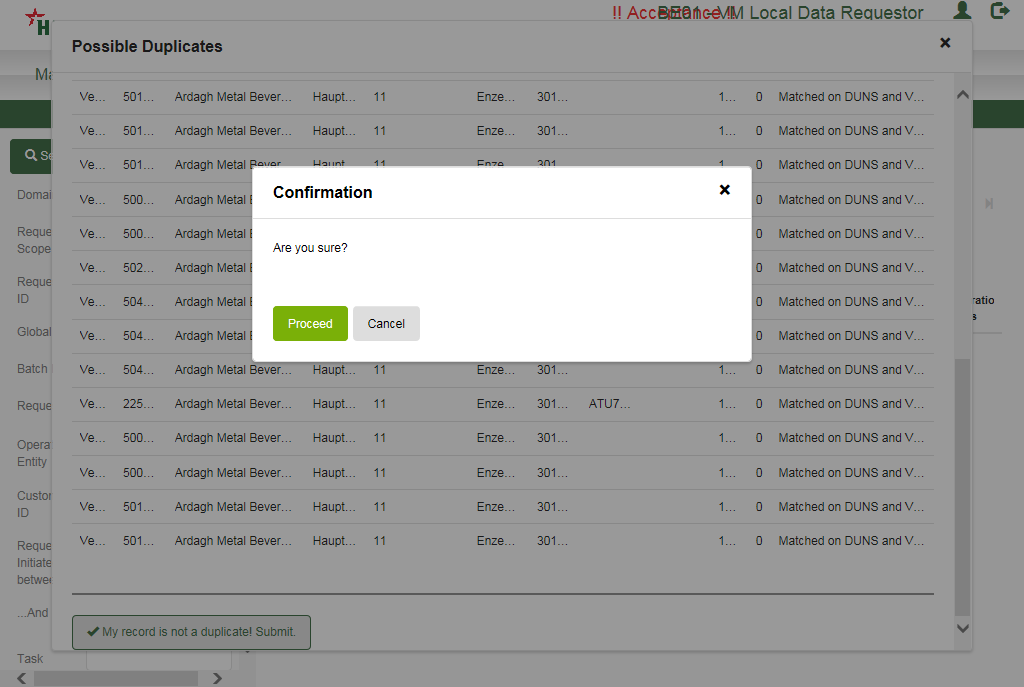 !! Acceptance !!
BE01 - VM Local Data Requestor
H
Possible Duplicates
Ma
Ve... 501... Ardagh Metal Bever... Haupt... 11 Enze... 301... 1... 0 Matched on DUNS and V...
Ve... 501... Ardagh Metal Bever... Haupt... 11 Enze... 301... 1... 0 Matched on DUNS and V...
Ve... 501... Ardagh Metal Bever... Haupt... 11 Enze... 301... 1... 0 Matched on DUNS and V...
Ve... 500... Ardagh Metal 0 Matched on DUNS and V...
Ve... 500... Ardagh Metal 0 Matched on DUNS and V...
Ve... 502... Ardagh Metal 0 Matched on DUNS and V...
Ve... 504... Ardagh Metal 0 Matched on DUNS and V...
Ve... 504... Ardagh Metal 0 Matched on DUNS and V...
Ve... 504... Ardagh Metal Bever... Haupt... 11 Enze... 301... 1... 0 Matched on DUNS and V...
Ve... 225... Ardagh Metal Bever... Haupt... 11 Enze... 301... ATU7... 1... 0 Matched on DUNS and V...
Ve... 500... Ardagh Metal Bever... Haupt... 11 Enze... 301... 1... 0 Matched on DUNS and V...
Ve... 500... Ardagh Metal Bever... Haupt... 11 Enze... 301... 1... 0 Matched on DUNS and V...
Ve... 501... Ardagh Metal Bever... Haupt... 11 Enze... 301... 1... 0 Matched on DUNS and V...
Ve... 501... Ardagh Metal Bever... Haupt... 11 Enze... 301... 1... 0 Matched on DUNS and V...
My record is not a duplicate! Submit.
Confirmation
Are you sure?
Proceed Cancel
Se
Domai
Reque
Scope
Reque
ID
Global
Batch
Reque
Opera
Entity
Custor
ID
Reque
Initiate
betwee
...And
Task
ratio
s